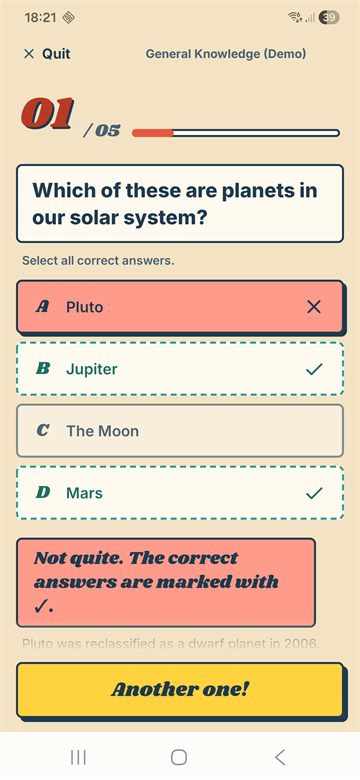 18:21 39
× Quit General Knowledge (Demo)
01 / 05
Which of these are planets in
our solar system?
Select all correct answers.
A Pluto ×
B Jupiter ✓
C The Moon
D Mars ✓
Not quite. The correct
answers are marked with
✓.
Pluto was reclassified as a dwarf planet in 2006.
Another one!